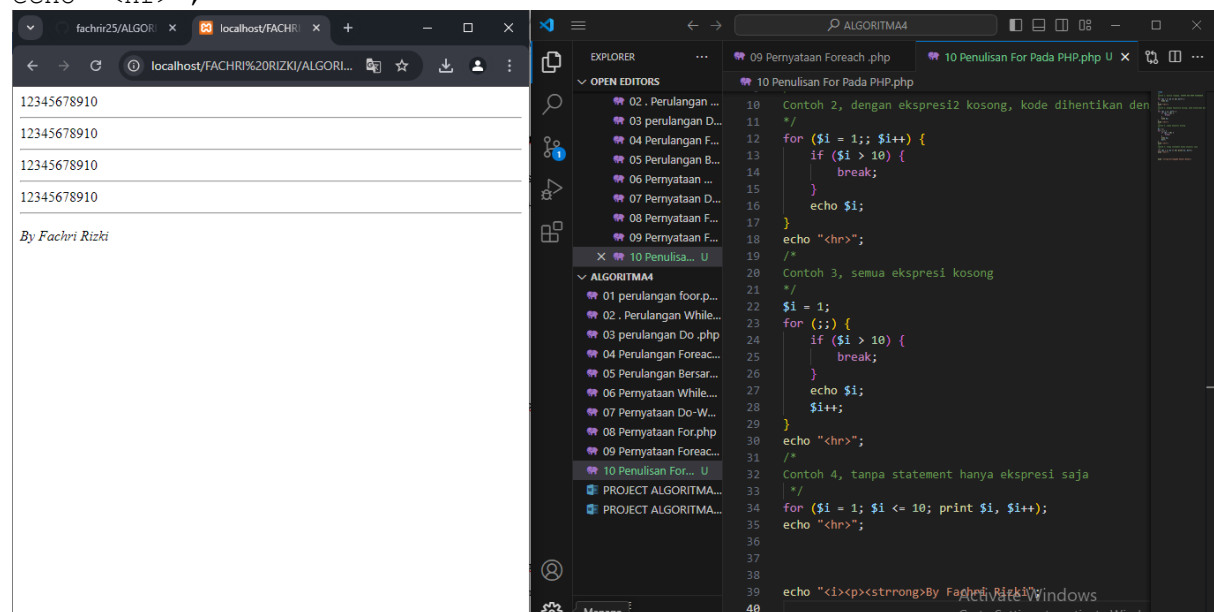 echo "<hr>";
fachrir25/ALGORI
localhost/FACHRI
localhost/FACHRI%20RIZKI/ALGORI...
12345678910
12345678910
12345678910
12345678910
By Fachri Rizki
ALGORITMA4
EXPLORER
OPEN EDITORS
02 . Perulangan ...
03 perulangan D...
04 Perulangan F...
05 Perulangan B...
06 Pernyataan ...
07 Pernyataan D...
08 Pernyataan F...
09 Pernyataan F...
10 Penulisa... U
ALGORITMA4
01 perulangan foor.p...
02 . Perulangan While...
03 perulangan Do .php
04 Perulangan Foreac...
05 Perulangan Bersar...
06 Pernyataan While....
07 Pernyataan Do-W...
08 Pernyataan For.php
09 Pernyataan Foreac...
10 Penulisan For... U
PROJECT ALGORITMA...
PROJECT ALGORITMA...
1
Manage
09 Pernyataan Foreach .php
10 Penulisan For Pada PHP.php U
10 Penulisan For Pada PHP.php
10 Contoh 2, dengan ekspresi2 kosong, kode dihentikan den
11 */
12 for ($i = 1;; $i++) {
13 if ($i > 10) {
14 break;
15 }
16 echo $i;
17 }
18 echo "<hr>";
19 /*
20 Contoh 3, semua ekspresi kosong
21 */
22 $i = 1;
23 for (;;) {
24 if ($i > 10) {
25 break;
26 }
27 echo $i;
28 $i++;
29 }
30 echo "<hr>";
31 /*
32 Contoh 4, tanpa statement hanya ekspresi saja
33 */
34 for ($i = 1; $i <= 10; print $i, $i++);
35 echo "<hr>";
36
37
38
39 echo "<i><p><strrong>By Fachri Rizki";
40
Activate Windows